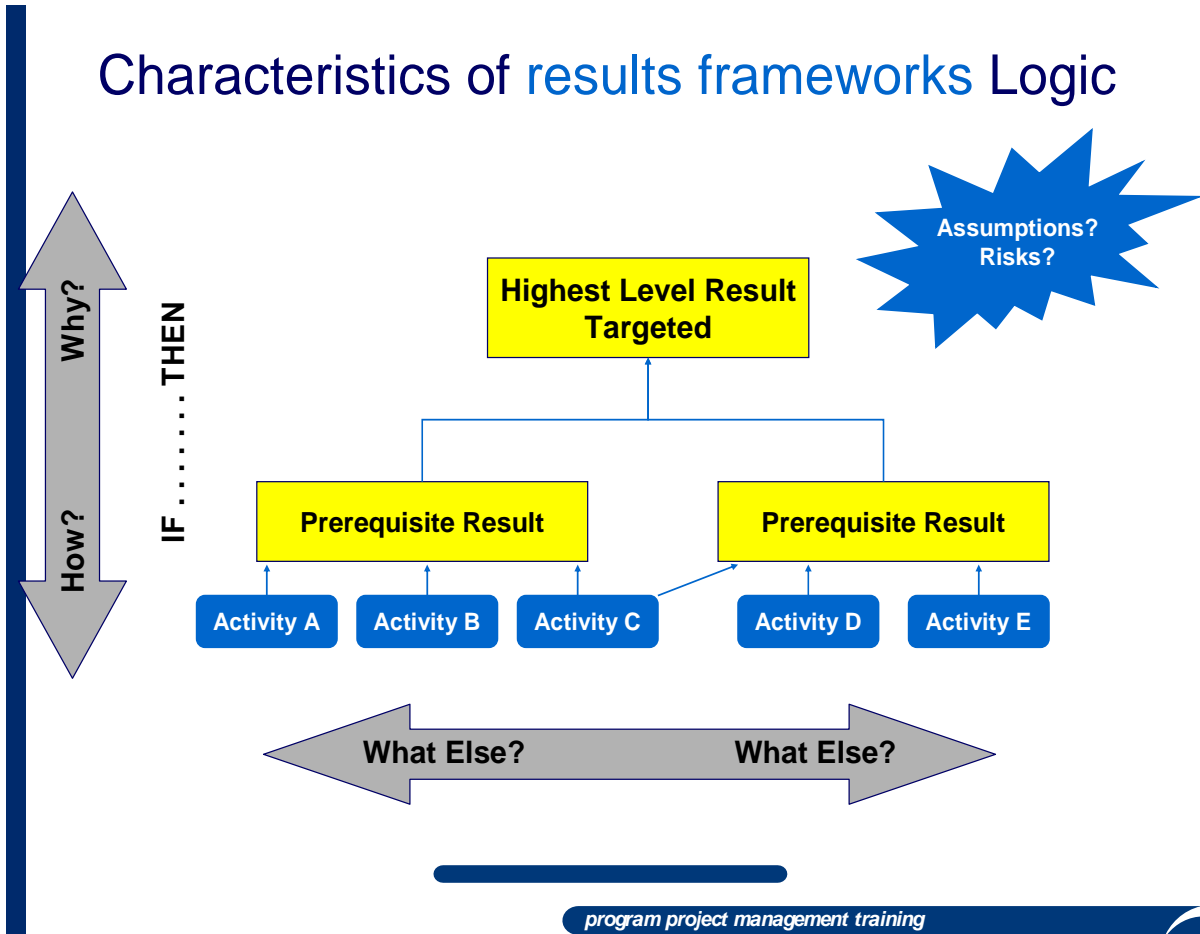 Characteristics of results frameworks Logic
Assumptions?
Risks?
Why?
How?
IF . . . . . . . THEN
Highest Level Result
Targeted
Prerequisite Result
Prerequisite Result
Activity A
Activity B
Activity C
Activity D
Activity E
What Else?
What Else?
program project management training